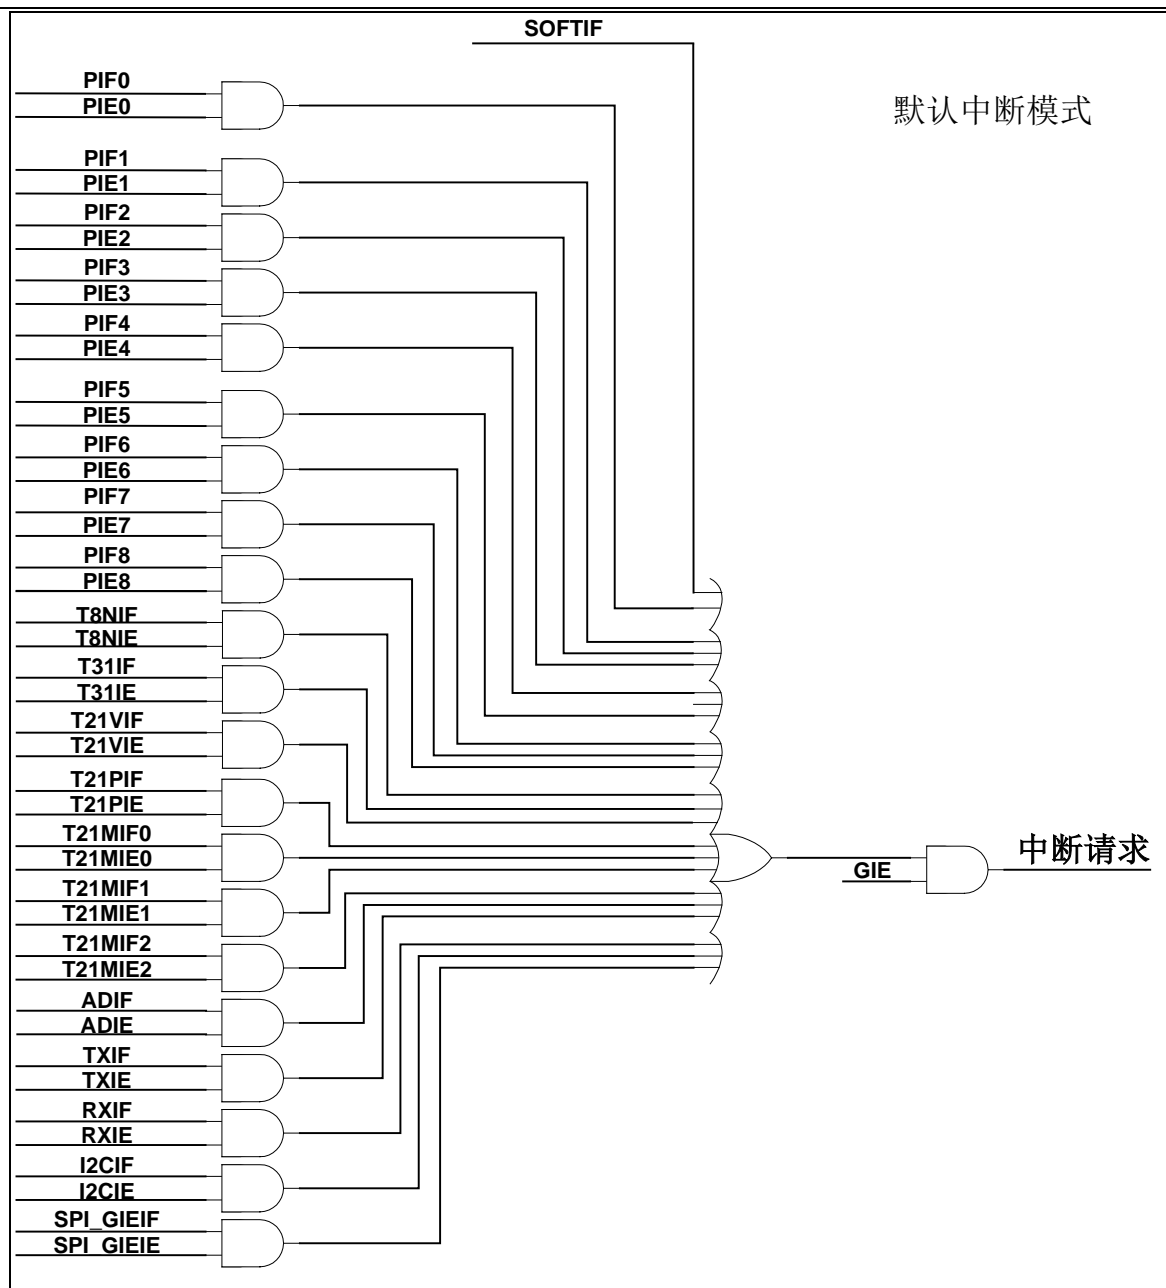 SOFTIF
默认中断模式
PIF0
PIE0
PIF1
PIE1
PIF2
PIE2
PIF3
PIE3
PIF4
PIE4
PIF5
PIE5
PIF6
PIE6
PIF7
PIE7
PIF8
PIE8
T8NIF
T8NIE
T31IF
T31IE
T21VIF
T21VIE
T21PIF
T21PIE
T21MIF0
T21MIE0
T21MIF1
T21MIE1
T21MIF2
T21MIE2
ADIF
ADIE
TXIF
TXIE
RXIF
RXIE
I2CIF
I2CIE
SPI_GIEIF
SPI_GIEIE
GIE
中断请求